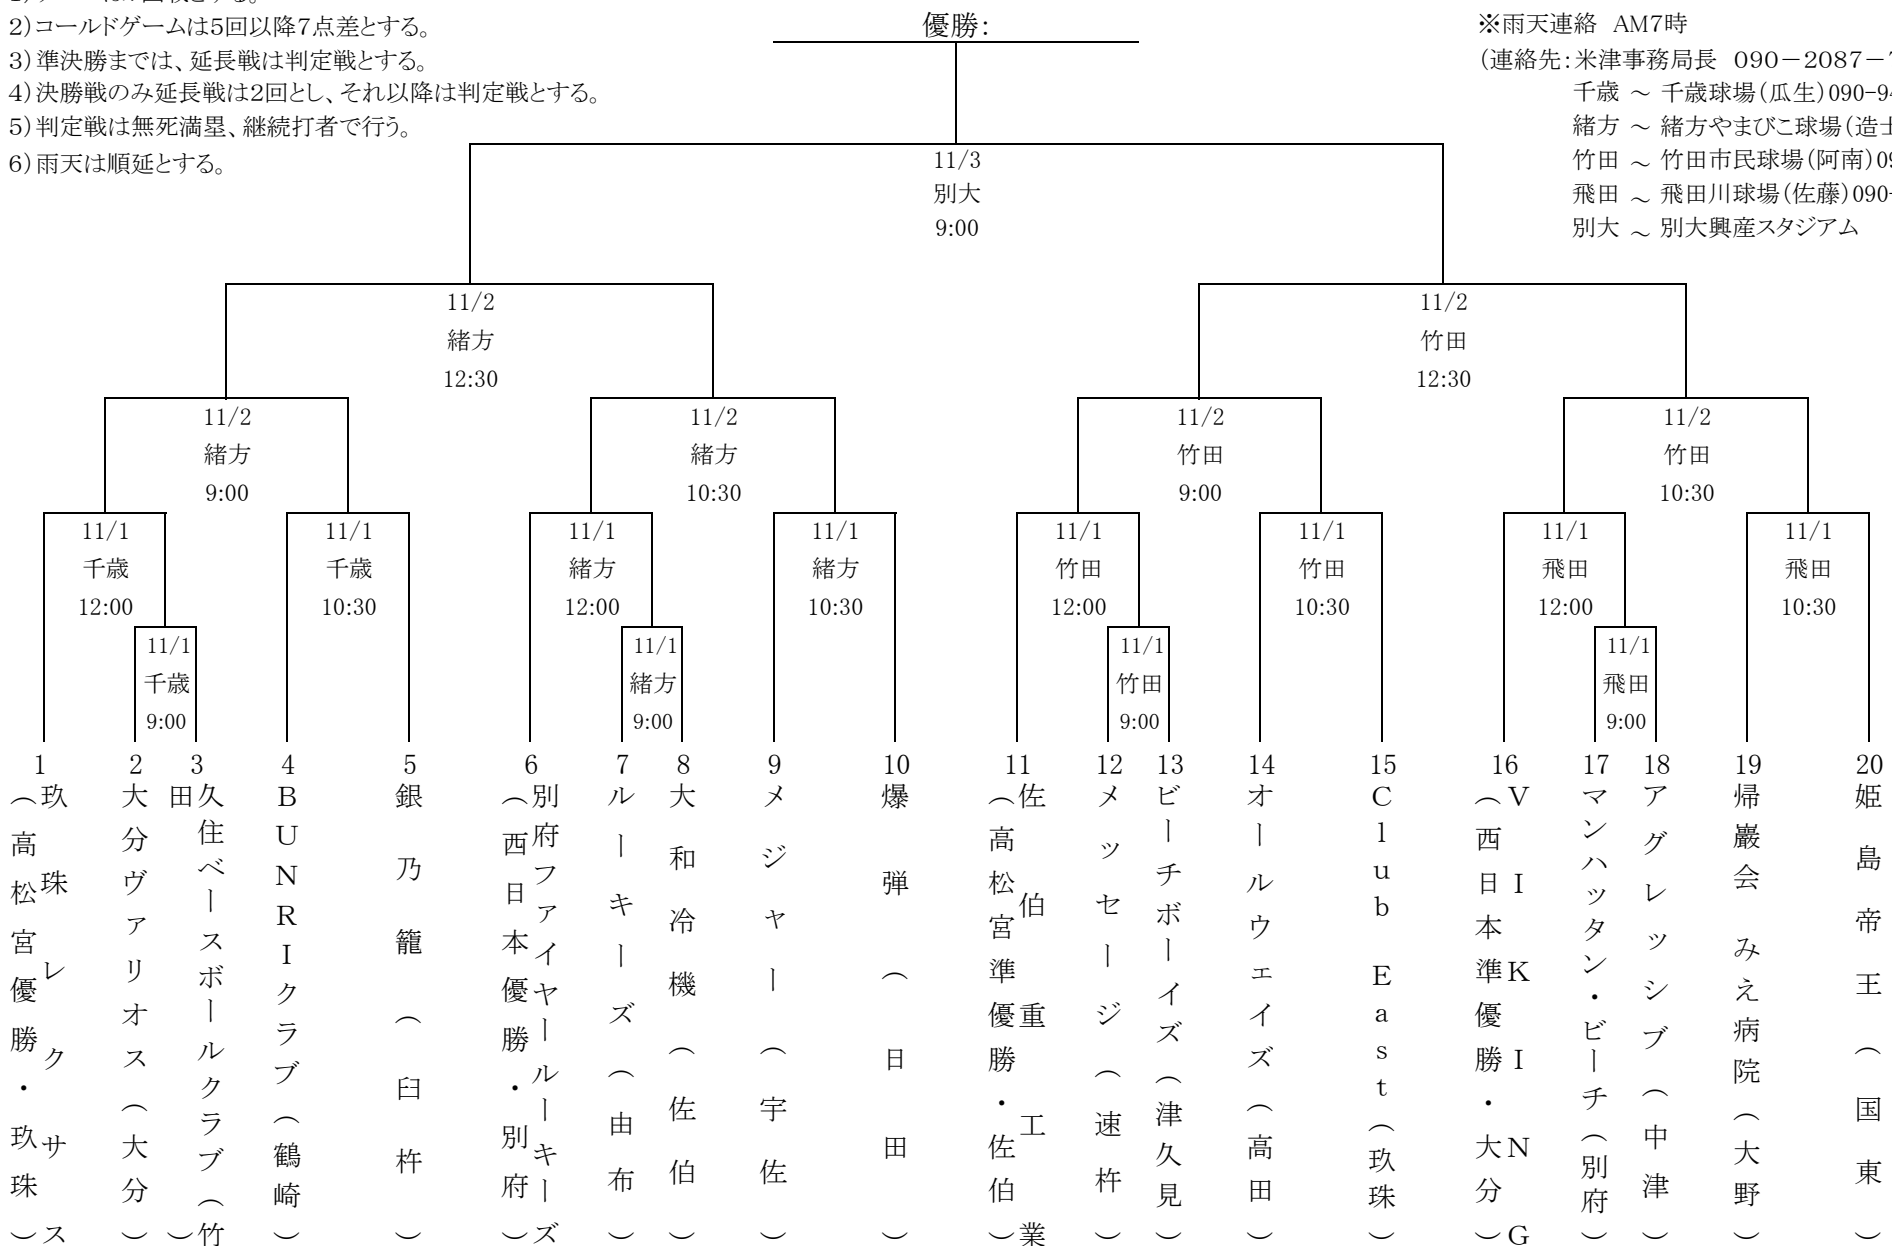 2)コールドゲームは5回以降7点差とする。
3)準決勝までは、延長戦は判定戦とする。
4)決勝戦のみ延長戦は2回とし、それ以降は判定戦とする。
5)判定戦は無死満塁、継続打者で行う。
6)雨天は順延とする。
優勝:
※雨天連絡 AM7時
(連絡先:米津事務局長 090-2087-7
千歳 ~ 千歳球場(瓜生)090-94
緒方 ~ 緒方やまびこ球場(造士
竹田 ~ 竹田市民球場(阿南)09
飛田 ~ 飛田川球場(佐藤)090-
別大 ~ 別大興産スタジアム
11/3
別大
9:00
11/2
緒方
12:30
11/2
竹田
12:30
11/2
緒方
9:00
11/2
緒方
10:30
11/2
竹田
9:00
11/2
竹田
10:30
11/1
千歳
12:00
11/1
千歳
10:30
11/1
緒方
12:00
11/1
緒方
10:30
11/1
竹田
12:00
11/1
竹田
10:30
11/1
飛田
12:00
11/1
飛田
10:30
11/1
千歳
9:00
11/1
緒方
9:00
11/1
竹田
9:00
11/1
飛田
9:00
1
玖珠レクサス
(高松宮優勝・玖珠)
2
大分ヴァリオス(大分)
3
久住ベースボールクラブ(竹
田)
4
BUNRIクラブ(鶴崎)
5
銀乃籠(臼杵)
6
別府ファイヤールーキーズ
(西日本優勝・別府)
7
ルーキーズ(由布)
8
大和冷機(佐伯)
9
メジャー(宇佐)
10
爆弾(日田)
11
佐伯重工業
(高松宮準優勝・佐伯)
12
メッセージ(速杵)
13
ビーチボーイズ(津久見)
14
オールウェイズ(高田)
15
Club East(玖珠)
16
VIKING
(西日本準優勝・大分)
17
マンハッタン・ビーチ(別府)
18
アグレッシブ(中津)
19
帰巖会 みえ病院(大野)
20
姫島帝王(国東)